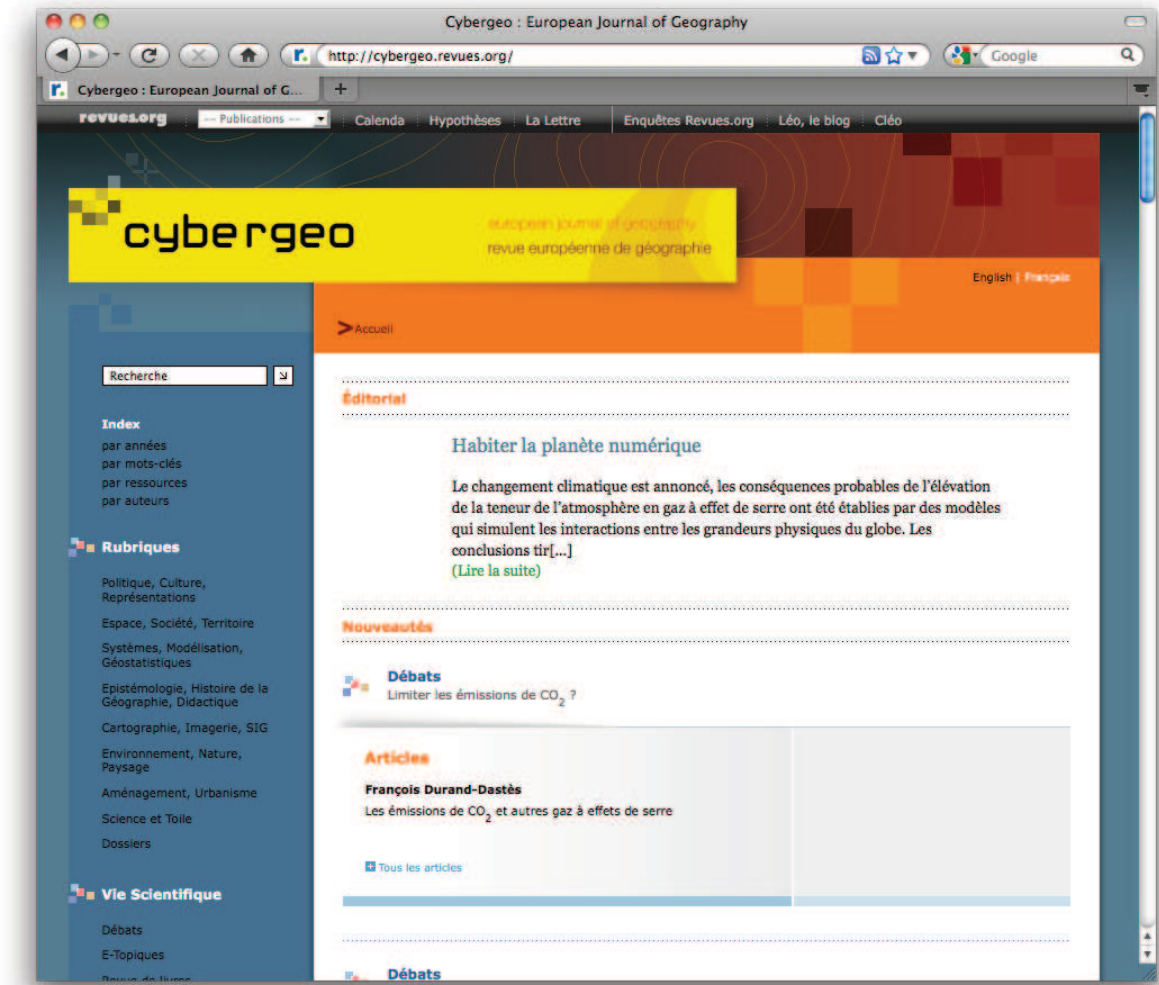 Cybergeo : European Journal of Geography
http://cybergeo.revues.org/
Google
Cybergeo : European Journal of G...
revues.org
-- Publications --
Calenda
Hypothèses
La Lettre
Enquêtes Revues.org
Léo, le blog
Cléo
cybergeo
european journal of geography
revue européenne de géographie
English | Français
>Accueil
Recherche
Index
par années
par mots-clés
par ressources
par auteurs
Rubriques
Politique, Culture,
Représentations
Espace, Société, Territoire
Systèmes, Modélisation,
Géostatistiques
Epistémologie, Histoire de la
Géographie, Didactique
Cartographie, Imagerie, SIG
Environnement, Nature,
Paysage
Aménagement, Urbanisme
Science et Toile
Dossiers
Vie Scientifique
Débats
E-Topiques
Revue de livres
Éditorial
Habiter la planète numérique
Le changement climatique est annoncé, les conséquences probables de l'élévation
de la teneur de l'atmosphère en gaz à effet de serre ont été établies par des modèles
qui simulent les interactions entre les grandeurs physiques du globe. Les
conclusions tir[...]
(Lire la suite)
Nouveautés
Débats
Limiter les émissions de CO₂ ?
Articles
François Durand-Dastès
Les émissions de CO₂ et autres gaz à effets de serre
Tous les articles
Débats